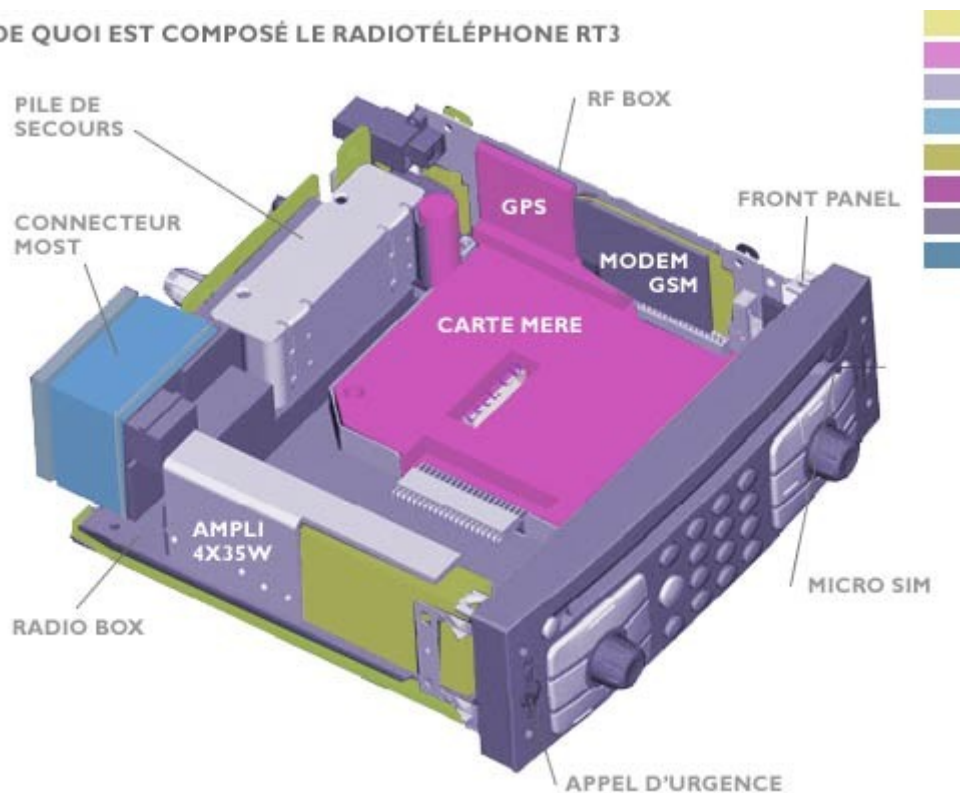 DE QUOI EST COMPOSÉ LE RADIOTÉLÉPHONE RT3
PILE DE
SECOURS
RF BOX
GPS
FRONT PANEL
CONNECTEUR
MOST
MODEM
GSM
CARTE MERE
AMPLI
4X35W
MICRO SIM
RADIO BOX
APPEL D'URGENCE